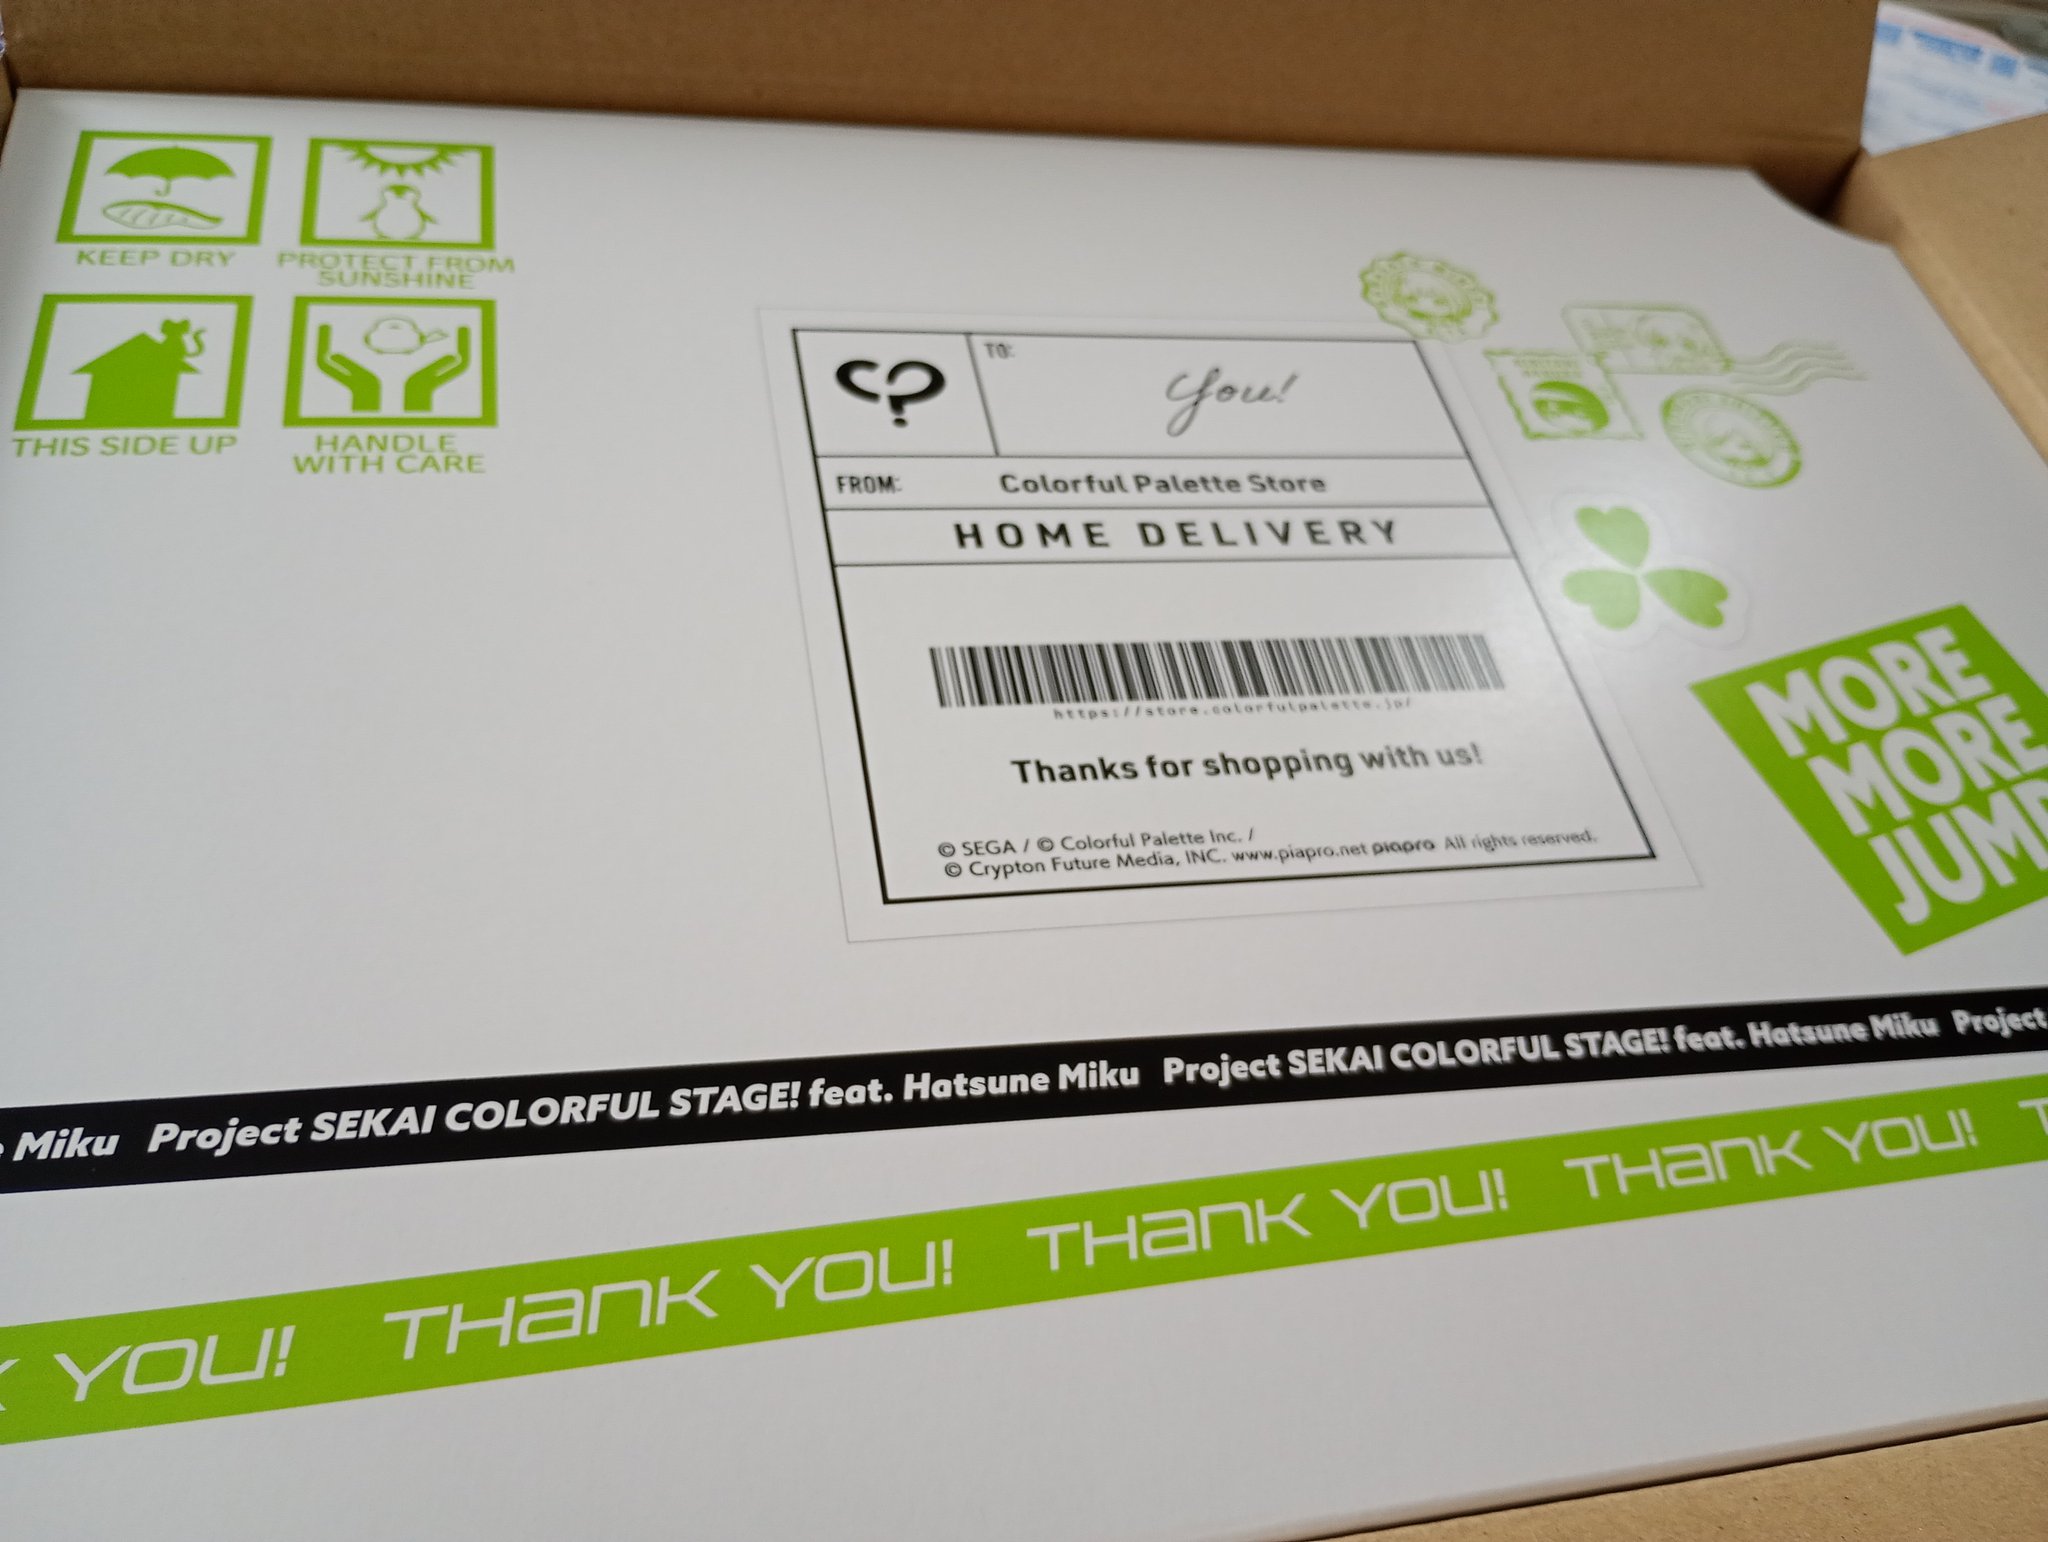 KEEP DRY
PROTECT FROM
SUNSHINE
THIS SIDE UP
HANDLE
WITH CARE
TO:
You!
FROM: Colorful Palette Store
HOME DELIVERY
https://store.colorfulpalette.jp/
Thanks for shopping with us!
© SEGA / © Colorful Palette Inc. /
© Crypton Future Media, INC. www.piapro.net piapro All rights reserved.
MORE
MORE
JUMP
Miku Project SEKAI COLORFUL STAGE! feat. Hatsune Miku Project SEKAI COLORFUL STAGE! feat. Hatsune Miku Project
YOU! THANK YOU! THANK YOU! THANK YOU!